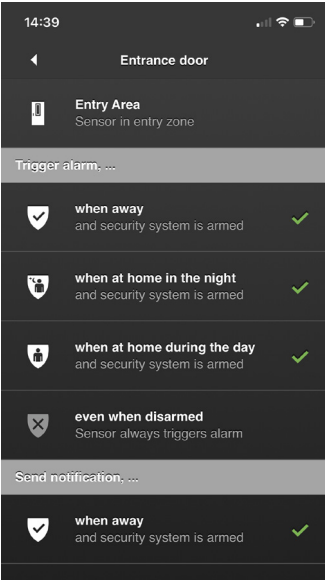 14:39
Entrance door
Entry Area
Sensor in entry zone
Trigger alarm, ...
when away
and security system is armed
when at home in the night
and security system is armed
when at home during the day
and security system is armed
even when disarmed
Sensor always triggers alarm
Send notification, ...
when away
and security system is armed